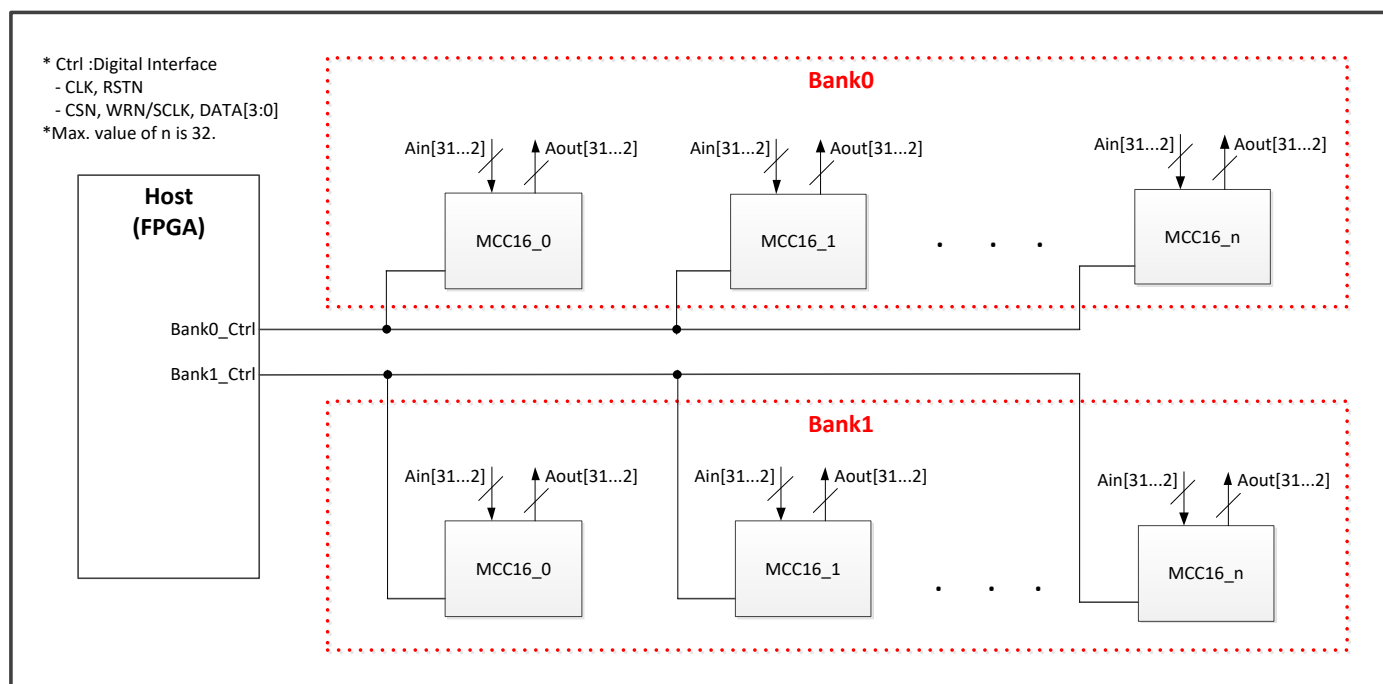 * Ctrl :Digital Interface
- CLK, RSTN
- CSN, WRN/SCLK, DATA[3:0]
*Max. value of n is 32.
Host
(FPGA)
Bank0_Ctrl
Bank1_Ctrl
Bank0
Ain[31...2]
Aout[31...2]
MCC16_0
Ain[31...2]
Aout[31...2]
MCC16_1
. . .
Ain[31...2]
Aout[31...2]
MCC16_n
Bank1
Ain[31...2]
Aout[31...2]
MCC16_0
Ain[31...2]
Aout[31...2]
MCC16_1
. . .
Ain[31...2]
Aout[31...2]
MCC16_n